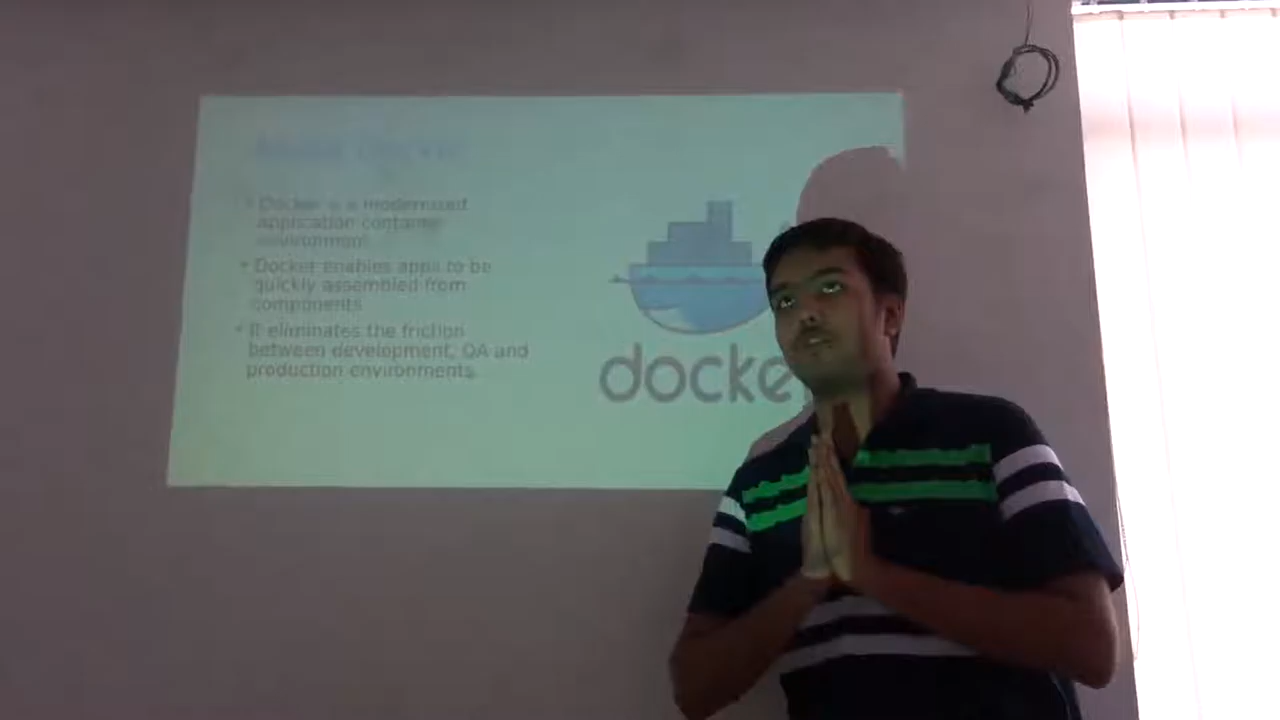 Docker is a modernized
application container
environment.
• Docker enables apps to be
quickly assembled from
components.
• It eliminates the friction
between development, QA and
production environments.
docke